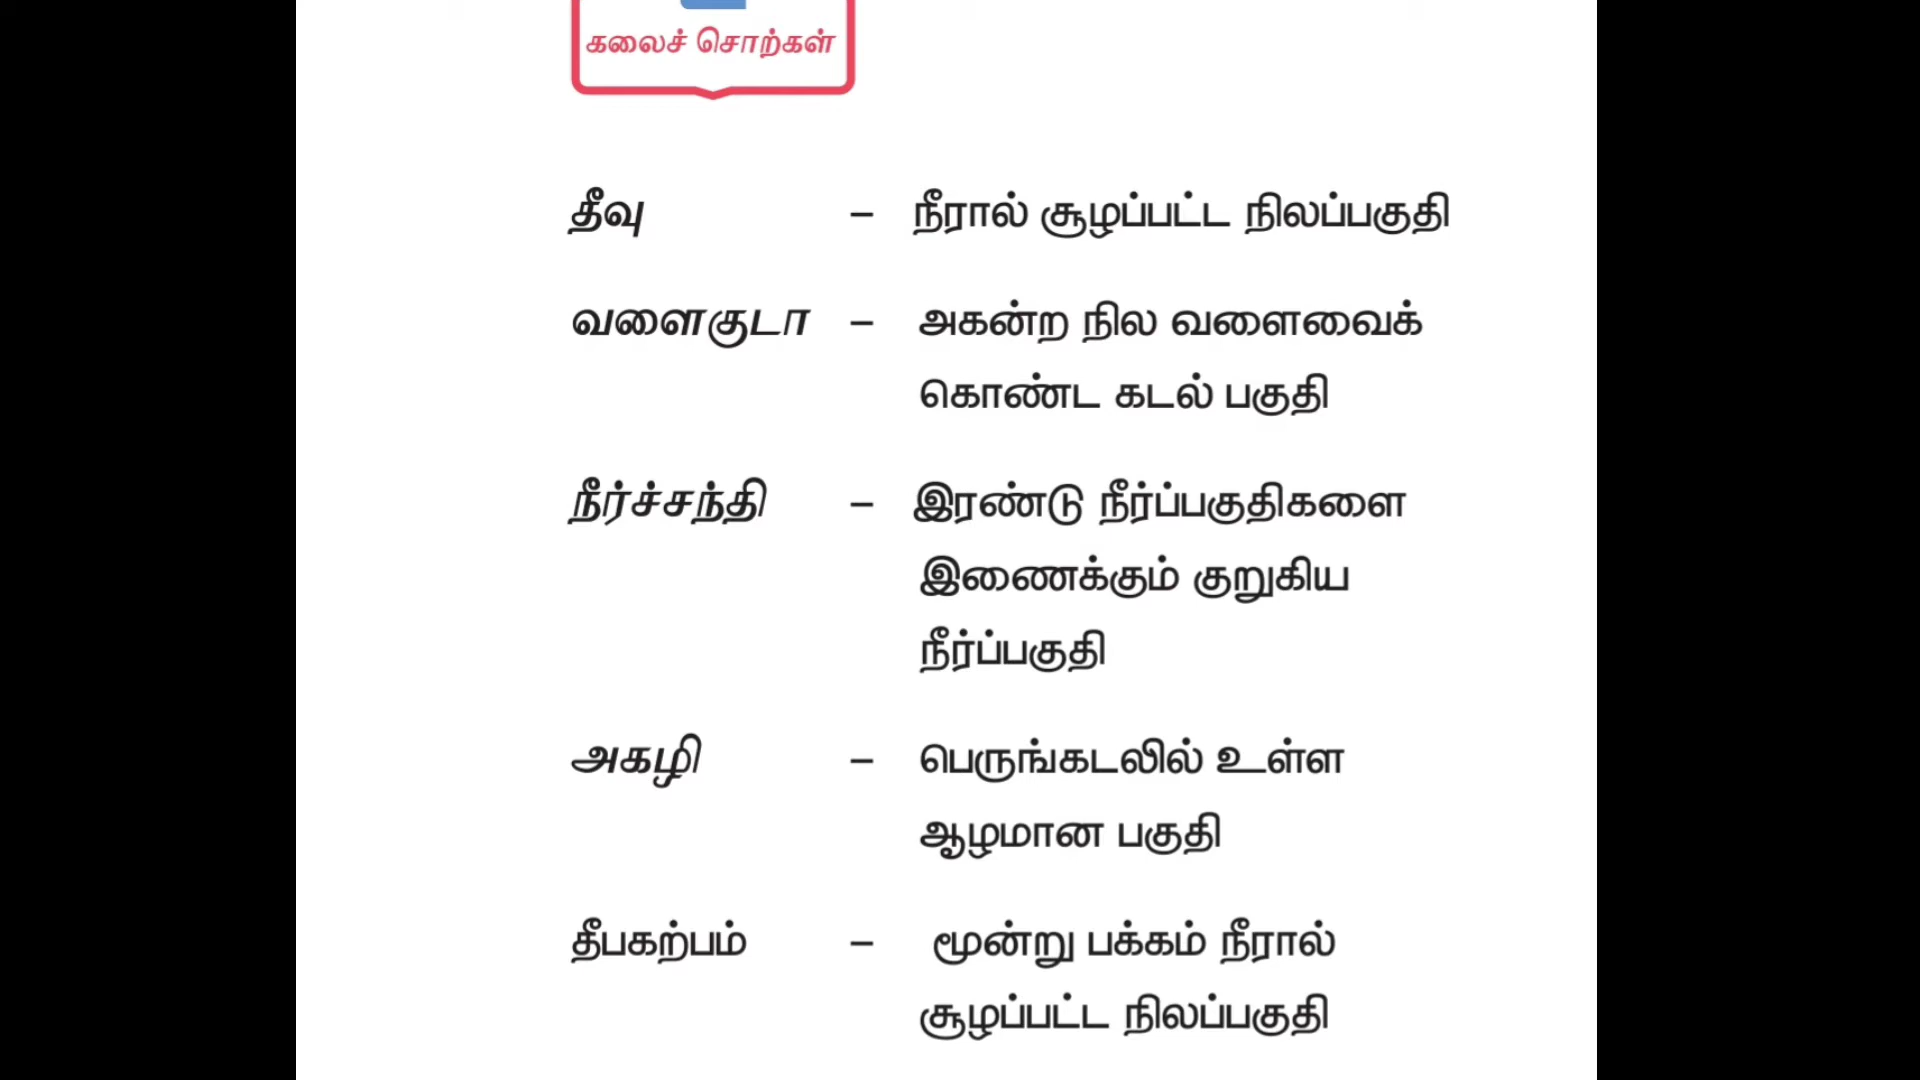 கலைச் சொற்கள்
தீவு – நீரால் சூழப்பட்ட நிலப்பகுதி
வளைகுடா – அகன்ற நில வளைவைக்
கொண்ட கடல் பகுதி
நீர்ச்சந்தி – இரண்டு நீர்ப்பகுதிகளை
இணைக்கும் குறுகிய
நீர்ப்பகுதி
அகழி – பெருங்கடலில் உள்ள
ஆழமான பகுதி
தீபகற்பம் – மூன்று பக்கம் நீரால்
சூழப்பட்ட நிலப்பகுதி